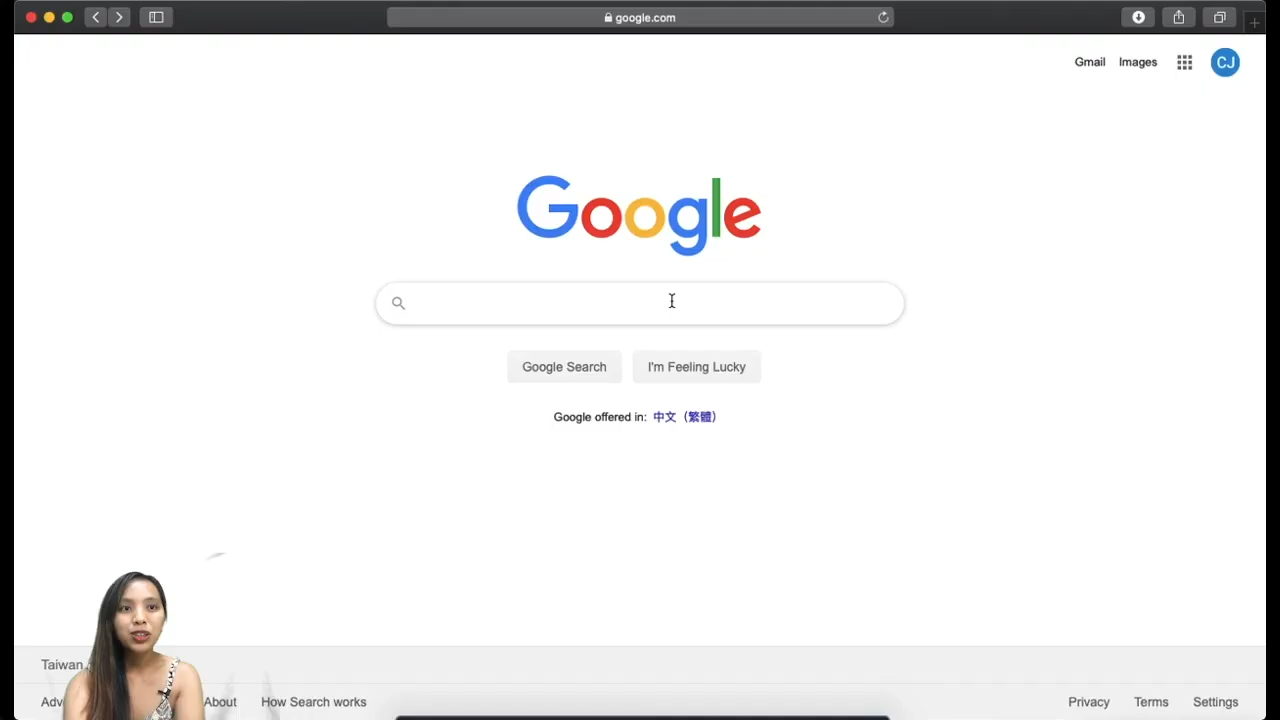 google.com
Gmail Images CJ
Google
Google Search I'm Feeling Lucky
Google offered in: 中文（繁體）
Taiwan
About How Search works Privacy Terms Settings